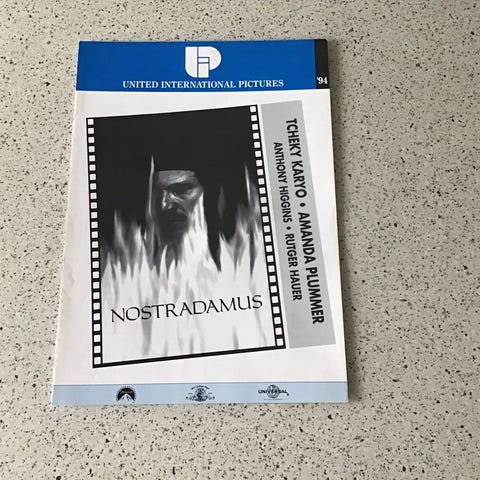 UNITED INTERNATIONAL PICTURES
'94
TCHEKY KARYO • AMANDA PLUMMER
ANTHONY HIGGINS • RUTGER HAUER
NOSTRADAMUS
UNIVERSAL